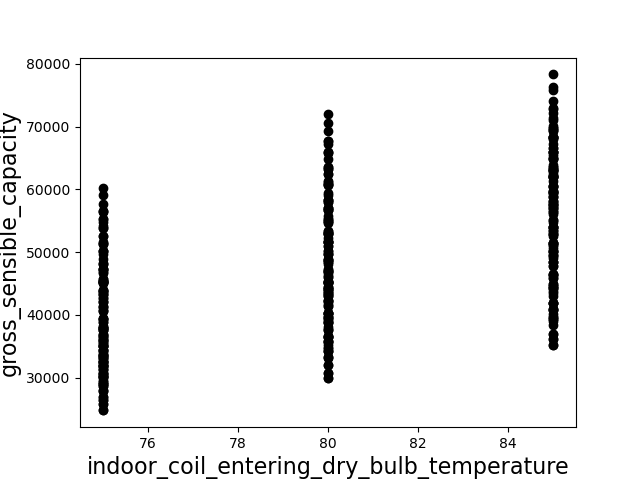 80000
70000
60000
50000
40000
30000
gross_sensible_capacity
76 78 80 82 84
indoor_coil_entering_dry_bulb_temperature